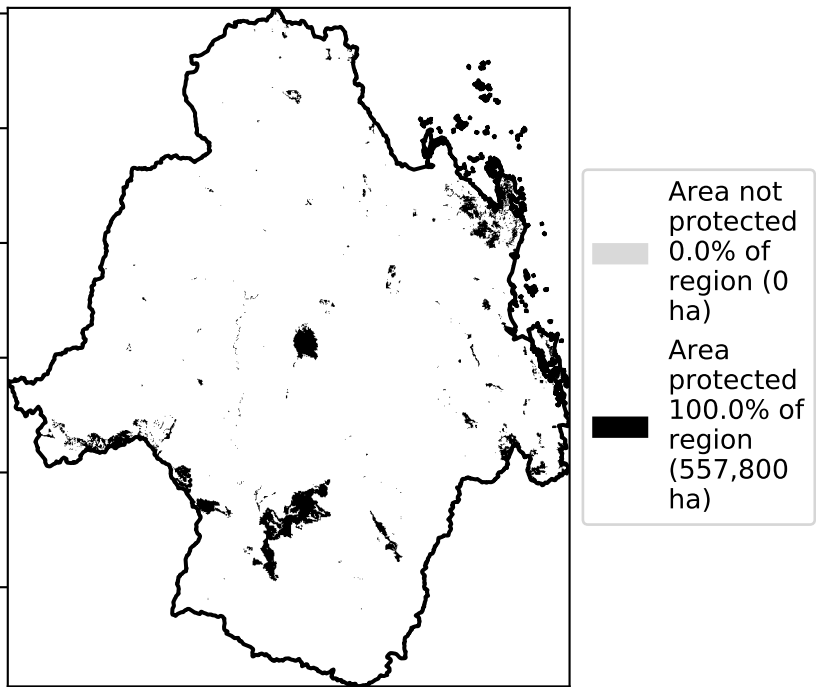 Area not
protected
0.0% of
region (0
ha)
Area
protected
100.0% of
region
(557,800
ha)